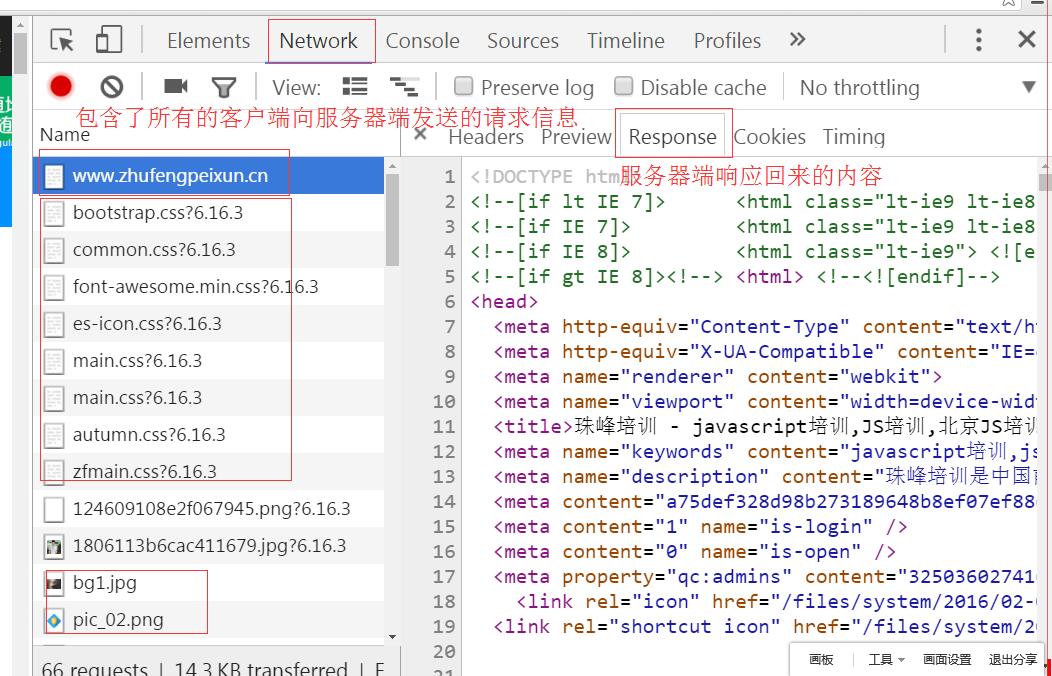 Elements Network Console Sources Timeline Profiles »
View: Preserve log Disable cache No throttling
包含了所有的客户端向服务器端发送的请求信息
Name
× Headers Preview Response Cookies Timing
服务器端响应回来的内容
www.zhufengpeixun.cn
bootstrap.css?6.16.3
common.css?6.16.3
font-awesome.min.css?6.16.3
es-icon.css?6.16.3
main.css?6.16.3
main.css?6.16.3
autumn.css?6.16.3
zfmain.css?6.16.3
124609108e2f067945.png?6.16.3
1806113b6cac411679.jpg?6.16.3
bg1.jpg
pic_02.png
66 requests | 14.3 KB transferred |
1 <!DOCTYPE htm
2 <!--[if lt IE 7]> <html class="lt-ie9 lt-ie8
3 <!--[if IE 7]> <html class="lt-ie9 lt-ie8
4 <!--[if IE 8]> <html class="lt-ie9"> <![e
5 <!--[if gt IE 8]><!--> <html> <!--<![endif]-->
6 <head>
7 <meta http-equiv="Content-Type" content="text/ht
8 <meta http-equiv="X-UA-Compatible" content="IE=
9 <meta name="renderer" content="webkit">
10 <meta name="viewport" content="width=device-wid
11 <title>珠峰培训 - javascript培训,JS培训,北京JS培训
12 <meta name="keywords" content="javascript培训,js
13 <meta name="description" content="珠峰培训是中国
14 <meta content="a75def328d98b273189648b8ef07ef88
15 <meta content="1" name="is-login" />
16 <meta content="0" name="is-open" />
17 <meta property="qc:admins" content="3250360274
18 <link rel="icon" href="/files/system/2016/02-
19 <link rel="shortcut icon" href="/files/system/20
20
画板 工具 画面设置 退出分享